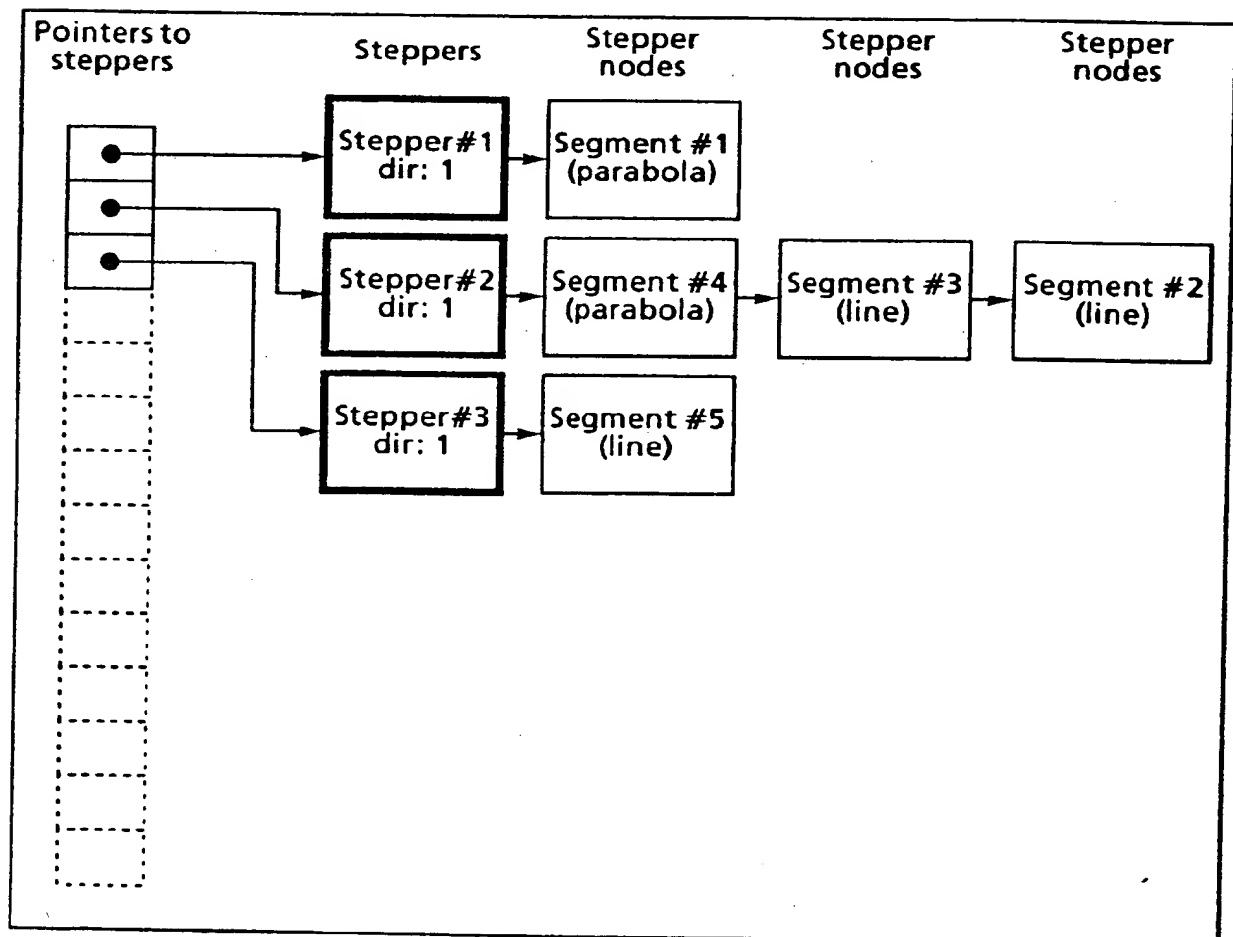 Pointers to
steppers
Steppers
Stepper
nodes
Stepper
nodes
Stepper
nodes
Stepper#1
dir: 1
Segment #1
(parabola)
Stepper#2
dir: 1
Segment #4
(parabola)
Segment #3
(line)
Segment #2
(line)
Stepper#3
dir: 1
Segment #5
(line)